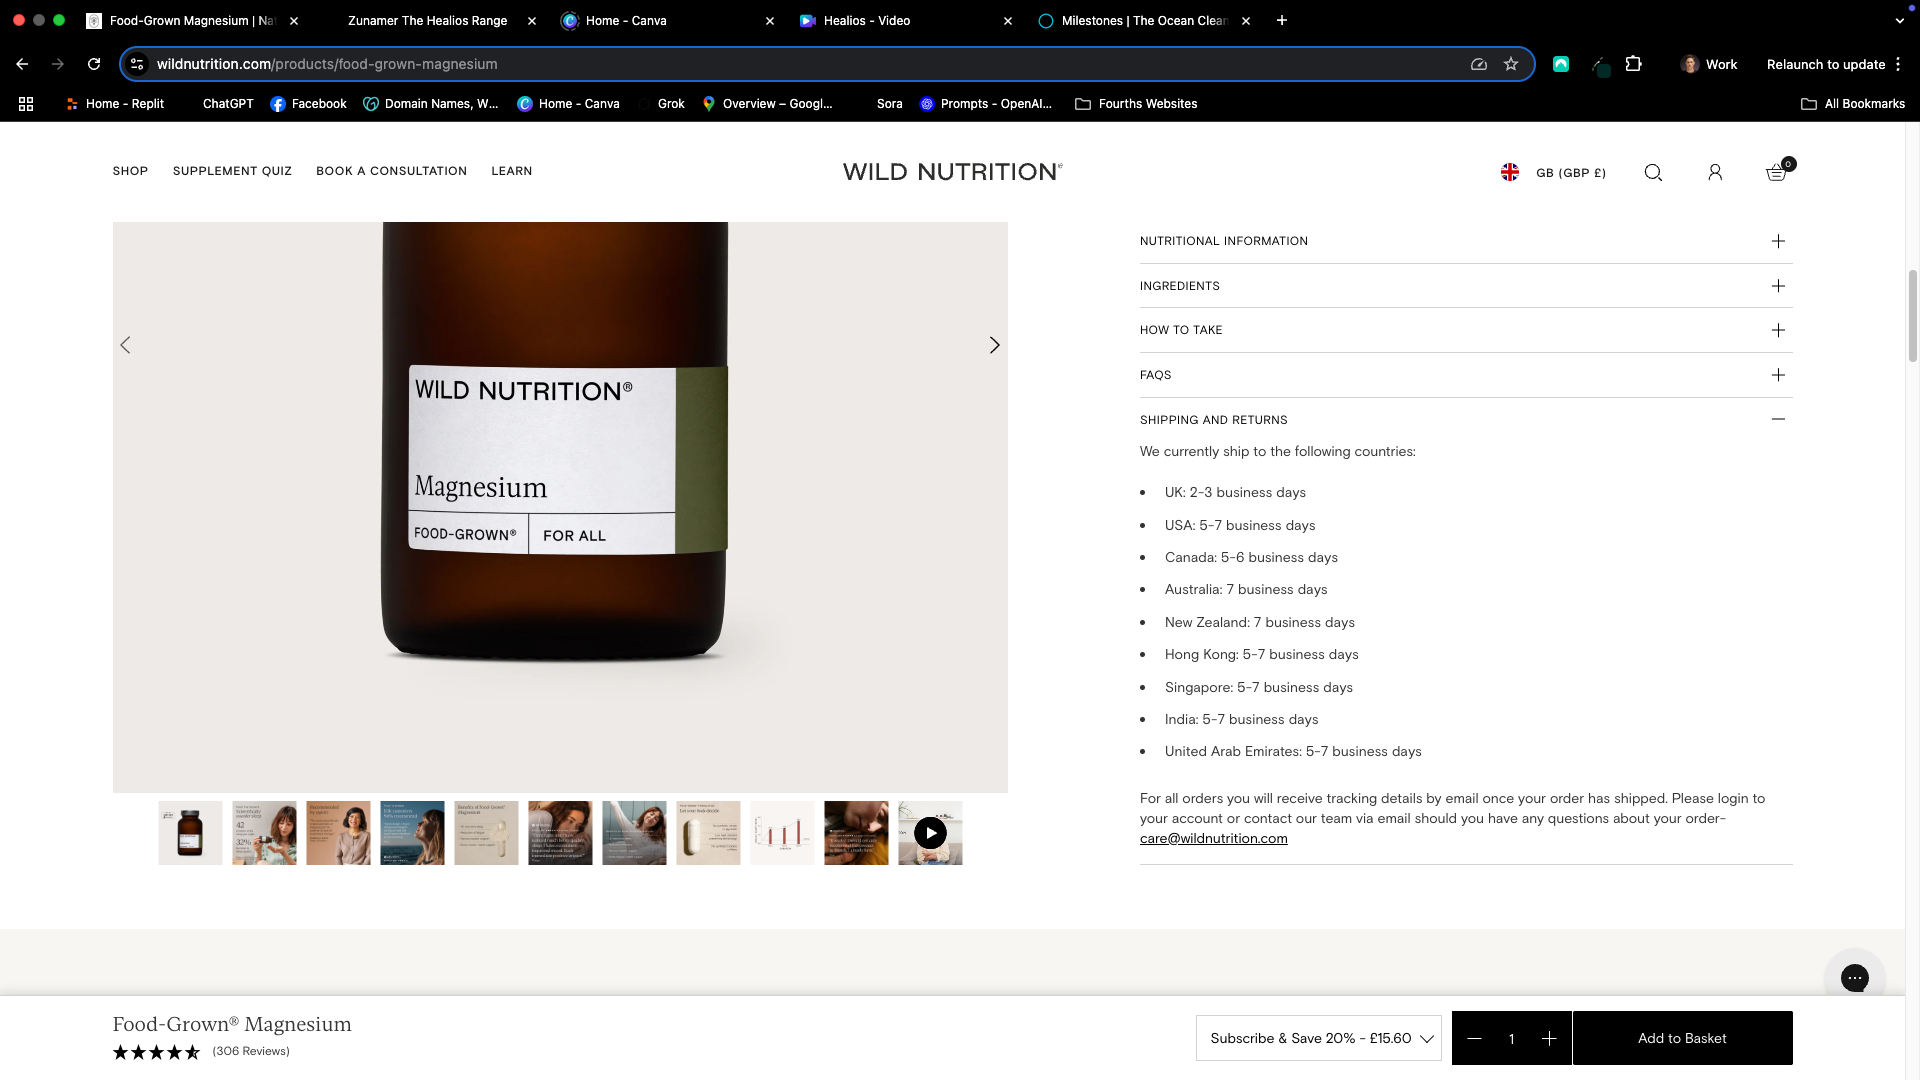 Food-Grown Magnesium | Na
Zunamer The Healios Range
Home - Canva
Healios - Video
Milestones | The Ocean Clean
wildnutrition.com/products/food-grown-magnesium
Work
Relaunch to update
Home - Replit
ChatGPT
Facebook
Domain Names, W...
Home - Canva
Grok
Overview – Googl...
Sora
Prompts - OpenAI...
Fourths Websites
All Bookmarks
SHOP
SUPPLEMENT QUIZ
BOOK A CONSULTATION
LEARN
WILD NUTRITION®
GB (GBP £)
0
WILD NUTRITION®
Magnesium
FOOD-GROWN®
FOR ALL
NUTRITIONAL INFORMATION
INGREDIENTS
HOW TO TAKE
FAQS
SHIPPING AND RETURNS
We currently ship to the following countries:
UK: 2-3 business days
USA: 5-7 business days
Canada: 5-6 business days
Australia: 7 business days
New Zealand: 7 business days
Hong Kong: 5-7 business days
Singapore: 5-7 business days
India: 5-7 business days
United Arab Emirates: 5-7 business days
For all orders you will receive tracking details by email once your order has shipped. Please login to
your account or contact our team via email should you have any questions about your order-
care@wildnutrition.com
Food-Grown® Magnesium
(306 Reviews)
Subscribe & Save 20% - £15.60
1
Add to Basket